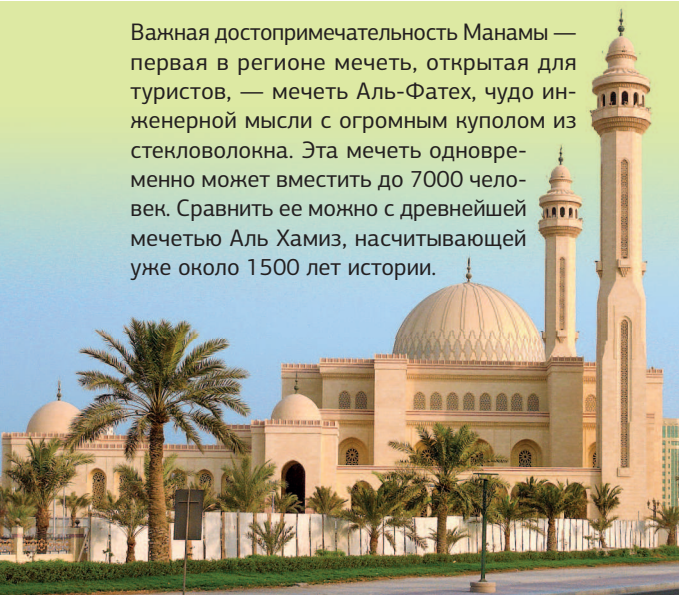 Важная достопримечательность Манамы —
первая в регионе мечеть, открытая для
туристов, — мечеть Аль-Фатех, чудо ин-
женерной мысли с огромным куполом из
стекловолокна. Эта мечеть одновре-
менно может вместить до 7000 чело-
век. Сравнить ее можно с древнейшей
мечетью Аль Хамиз, насчитывающей
уже около 1500 лет истории.